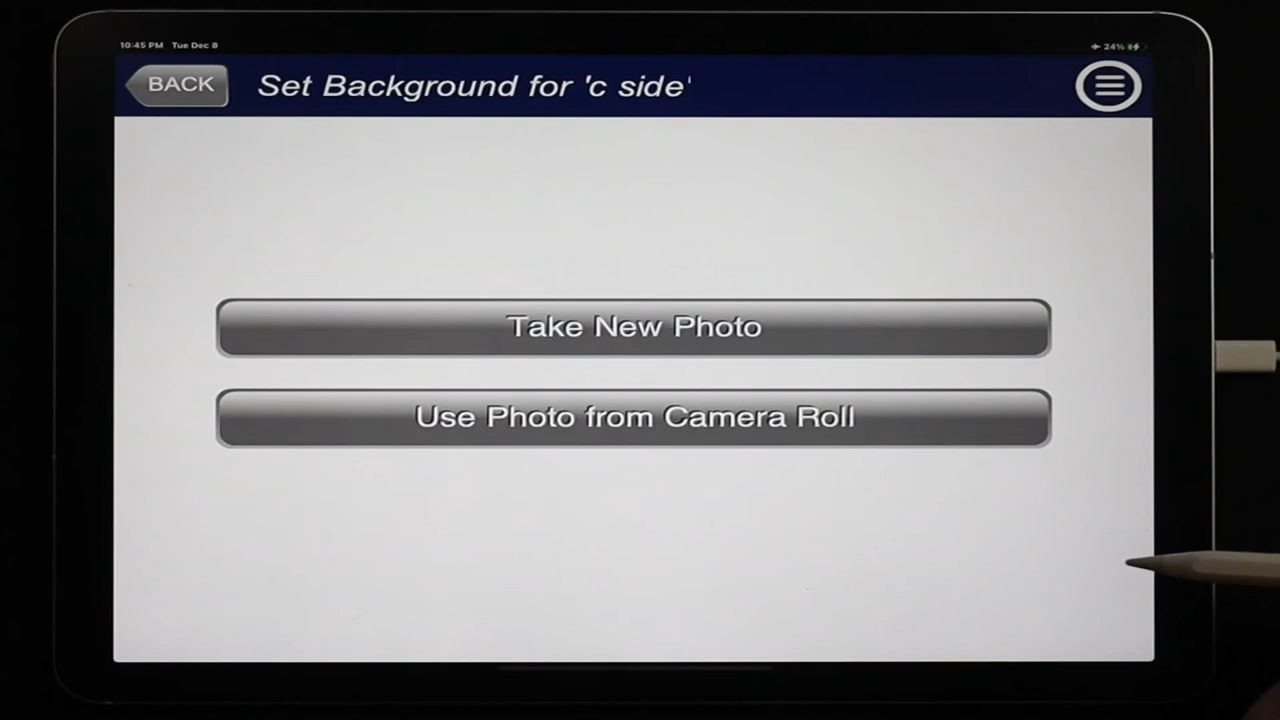 10:45 PM Tue Dec 8
24%
BACK
Set Background for 'c side'
Take New Photo
Use Photo from Camera Roll